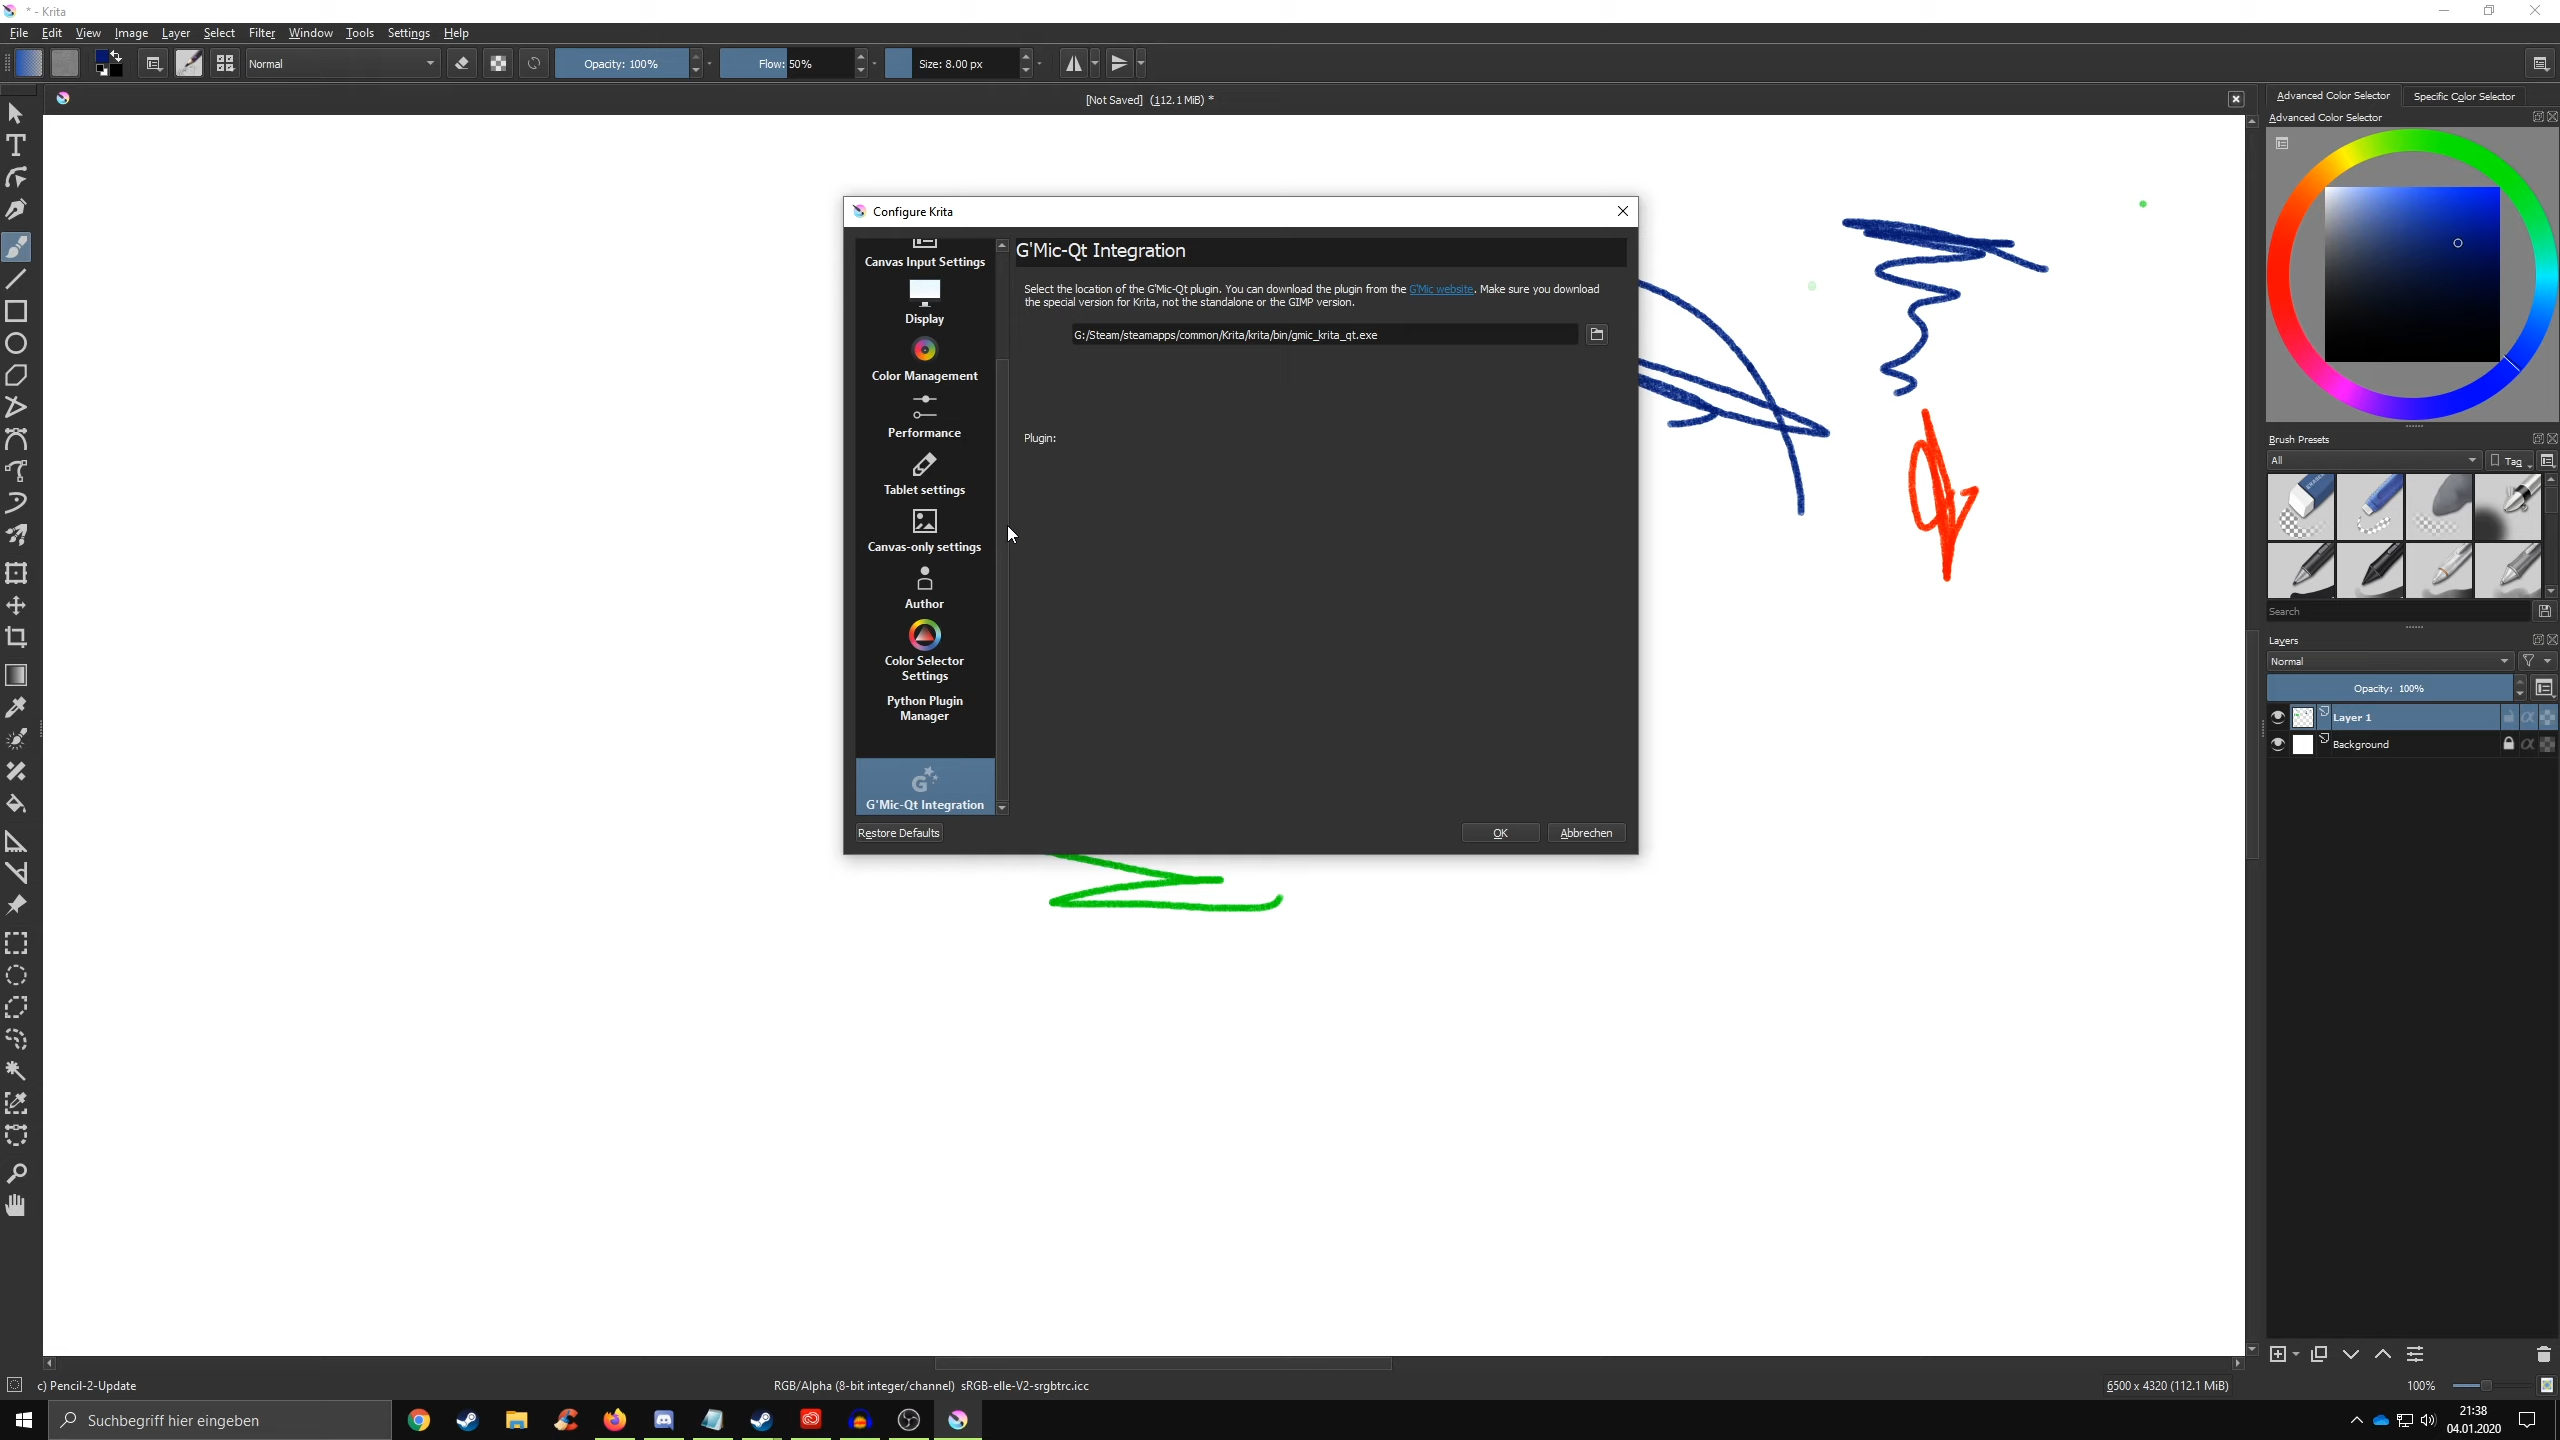 * - Krita
File Edit View Image Layer Select Filter Window Tools Settings Help
Normal
Opacity: 100%
Flow: 50%
Size: 8.00 px
[Not Saved] (112.1 MiB) *
Advanced Color Selector
Specific Color Selector
Advanced Color Selector
Configure Krita
Canvas Input Settings
Display
Color Management
Performance
Tablet settings
Canvas-only settings
Author
Color Selector
Settings
Python Plugin
Manager
G'Mic-Qt Integration
G'Mic-Qt Integration
Select the location of the G'Mic-Qt plugin. You can download the plugin from the G'Mic website. Make sure you download
the special version for Krita, not the standalone or the GIMP version.
G:/Steam/steamapps/common/Krita/krita/bin/gmic_krita_qt.exe
Plugin:
Restore Defaults
OK
Abbrechen
Brush Presets
All
Tag
Search
Layers
Normal
Opacity: 100%
Layer 1
Background
c) Pencil-2-Update
RGB/Alpha (8-bit integer/channel) sRGB-elle-V2-srgbtrc.icc
6500 x 4320 (112.1 MiB)
100%
Suchbegriff hier eingeben
21:38
04.01.2020